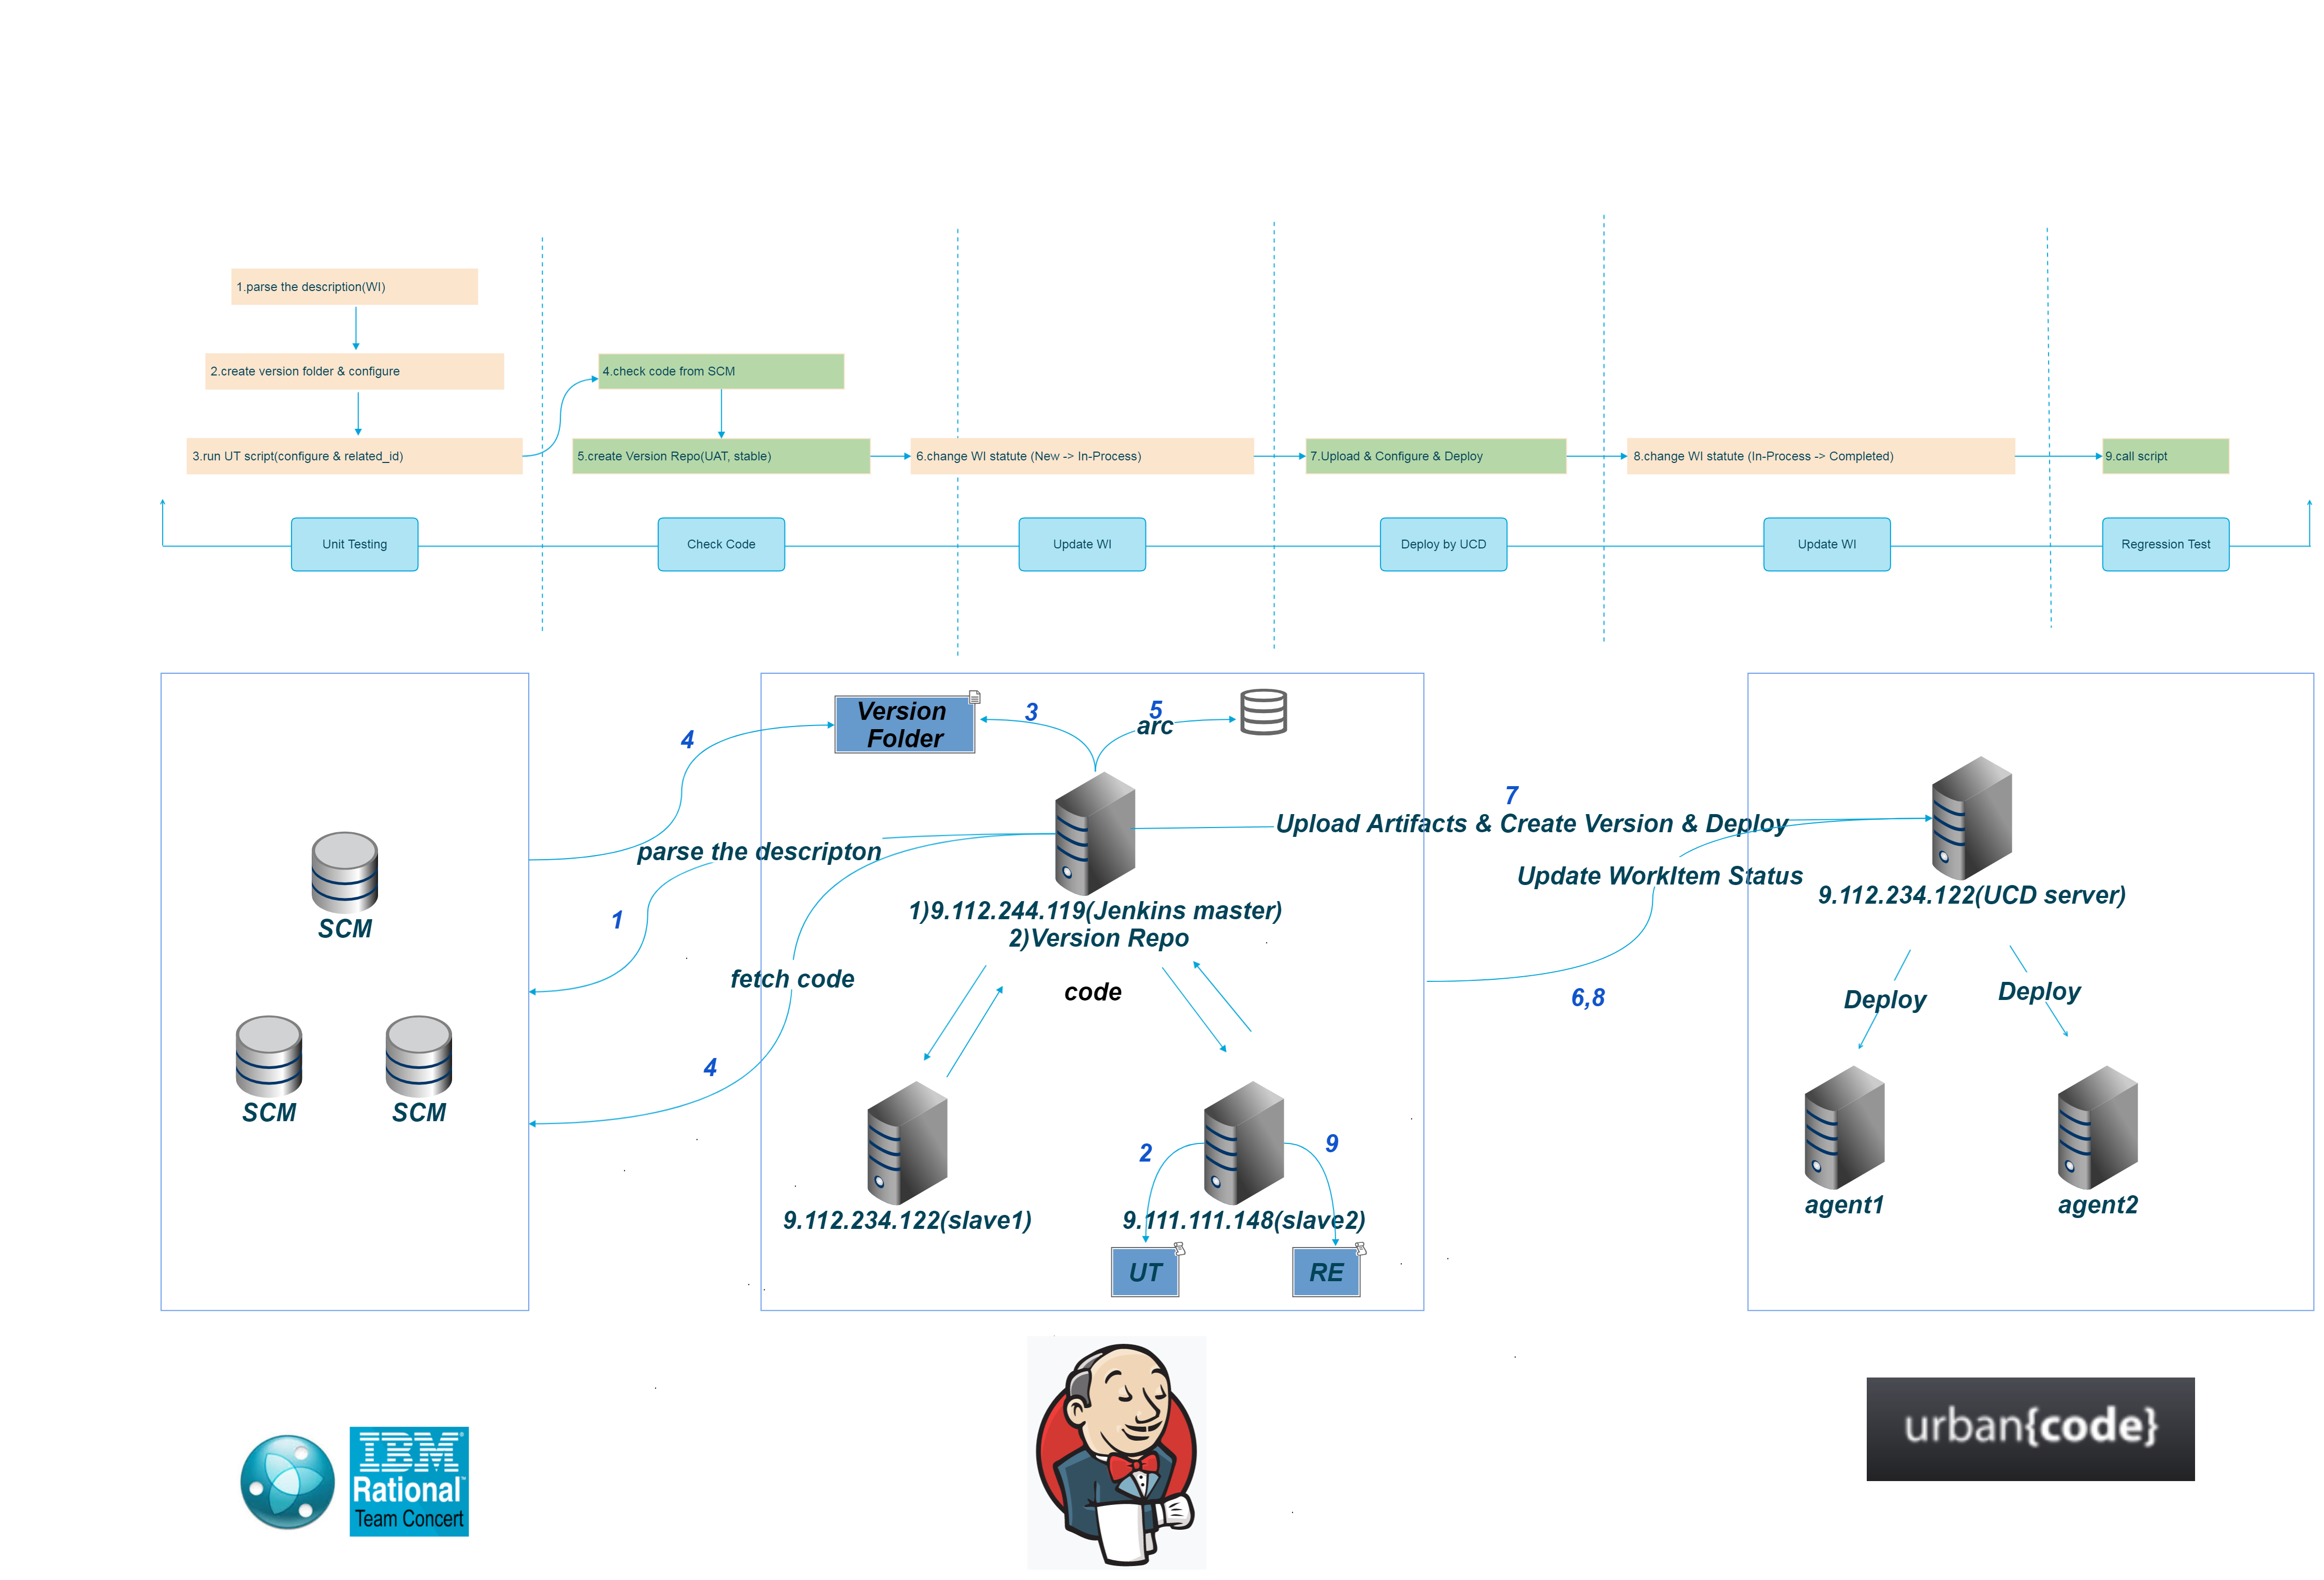 1.parse the description(WI)
2.create version folder & configure
4.check code from SCM
3.run UT script(configure & related_id)
5.create Version Repo(UAT, stable)
6.change WI statute (New -> In-Process)
7.Upload & Configure & Deploy
8.change WI statute (In-Process -> Completed)
9.call script
Unit Testing
Check Code
Update WI
Deploy by UCD
Update WI
Regression Test
Version
Folder
3
5
arc
4
7
Upload Artifacts & Create Version & Deploy
parse the descripton
Update WorkItem Status
9.112.234.122(UCD server)
1
1)9.112.244.119(Jenkins master)
2)Version Repo
SCM
fetch code
code
6,8
Deploy
Deploy
4
SCM
SCM
2
9
9.112.234.122(slave1)
9.111.111.148(slave2)
agent1
agent2
UT
RE
urban{code}
IBM
Rational
Team Concert